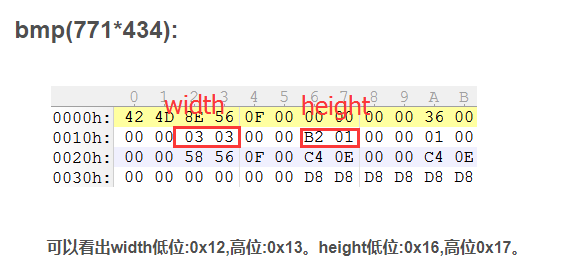 bmp(771*434):
0 1 2 3 4 5 6 7 8 9 A B
width height
0000h: 42 4D 8E 56 0F 00 00 00 00 00 36 00
0010h: 00 00 03 03 00 00 B2 01 00 00 01 00
0020h: 00 00 58 56 0F 00 C4 0E 00 00 C4 0E
0030h: 00 00 00 00 00 00 D8 D8 D8 D8 D8 D8
可以看出width低位:0x12,高位:0x13。height低位:0x16,高位0x17。